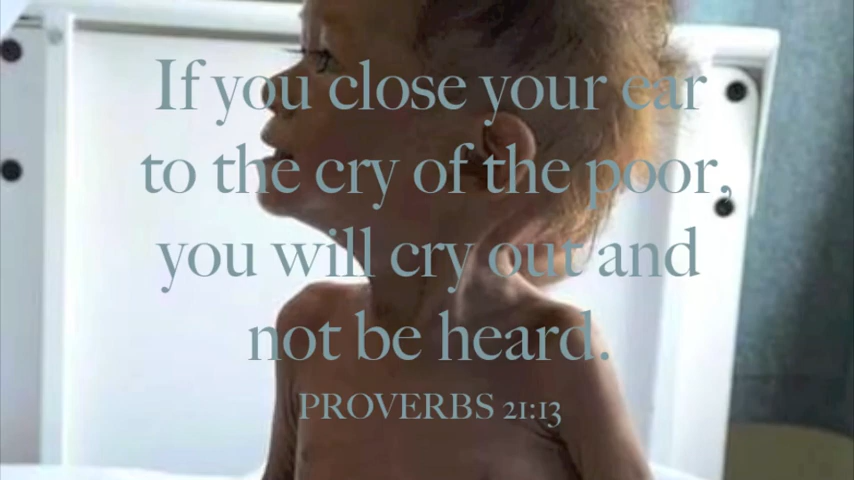 If you close your ear
to the cry of the poor,
you will cry out and
not be heard.
PROVERBS 21:13